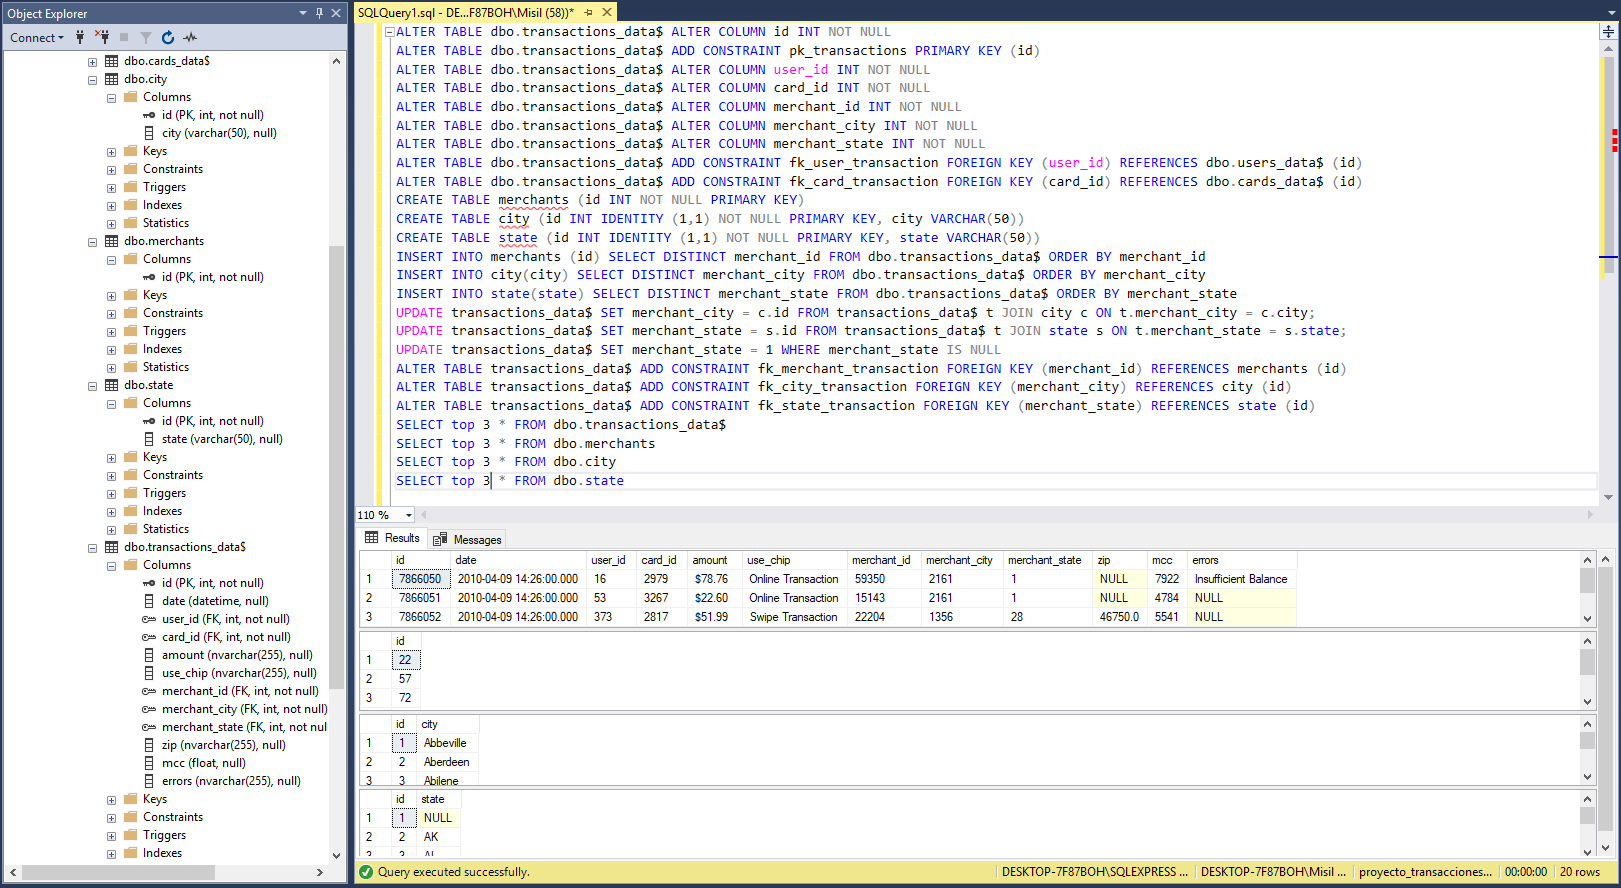 Object Explorer
Connect
dbo.cards_data$
dbo.city
Columns
id (PK, int, not null)
city (varchar(50), null)
Keys
Constraints
Triggers
Indexes
Statistics
dbo.merchants
Columns
id (PK, int, not null)
Keys
Constraints
Triggers
Indexes
Statistics
dbo.state
Columns
id (PK, int, not null)
state (varchar(50), null)
Keys
Constraints
Triggers
Indexes
Statistics
dbo.transactions_data$
Columns
id (PK, int, not null)
date (datetime, null)
user_id (FK, int, not null)
card_id (FK, int, not null)
amount (nvarchar(255), null)
use_chip (nvarchar(255), null)
merchant_id (FK, int, not null)
merchant_city (FK, int, not null)
merchant_state (FK, int, not nul
zip (nvarchar(255), null)
mcc (float, null)
errors (nvarchar(255), null)
Keys
Constraints
Triggers
Indexes
SQLQuery1.sql - DE...F87BOH\Misil (58))*
ALTER TABLE dbo.transactions_data$ ALTER COLUMN id INT NOT NULL
ALTER TABLE dbo.transactions_data$ ADD CONSTRAINT pk_transactions PRIMARY KEY (id)
ALTER TABLE dbo.transactions_data$ ALTER COLUMN user_id INT NOT NULL
ALTER TABLE dbo.transactions_data$ ALTER COLUMN card_id INT NOT NULL
ALTER TABLE dbo.transactions_data$ ALTER COLUMN merchant_id INT NOT NULL
ALTER TABLE dbo.transactions_data$ ALTER COLUMN merchant_city INT NOT NULL
ALTER TABLE dbo.transactions_data$ ALTER COLUMN merchant_state INT NOT NULL
ALTER TABLE dbo.transactions_data$ ADD CONSTRAINT fk_user_transaction FOREIGN KEY (user_id) REFERENCES dbo.users_data$ (id)
ALTER TABLE dbo.transactions_data$ ADD CONSTRAINT fk_card_transaction FOREIGN KEY (card_id) REFERENCES dbo.cards_data$ (id)
CREATE TABLE merchants (id INT NOT NULL PRIMARY KEY)
CREATE TABLE city (id INT IDENTITY (1,1) NOT NULL PRIMARY KEY, city VARCHAR(50))
CREATE TABLE state (id INT IDENTITY (1,1) NOT NULL PRIMARY KEY, state VARCHAR(50))
INSERT INTO merchants (id) SELECT DISTINCT merchant_id FROM dbo.transactions_data$ ORDER BY merchant_id
INSERT INTO city(city) SELECT DISTINCT merchant_city FROM dbo.transactions_data$ ORDER BY merchant_city
INSERT INTO state(state) SELECT DISTINCT merchant_state FROM dbo.transactions_data$ ORDER BY merchant_state
UPDATE transactions_data$ SET merchant_city = c.id FROM transactions_data$ t JOIN city c ON t.merchant_city = c.city;
UPDATE transactions_data$ SET merchant_state = s.id FROM transactions_data$ t JOIN state s ON t.merchant_state = s.state;
UPDATE transactions_data$ SET merchant_state = 1 WHERE merchant_state IS NULL
ALTER TABLE transactions_data$ ADD CONSTRAINT fk_merchant_transaction FOREIGN KEY (merchant_id) REFERENCES merchants (id)
ALTER TABLE transactions_data$ ADD CONSTRAINT fk_city_transaction FOREIGN KEY (merchant_city) REFERENCES city (id)
ALTER TABLE transactions_data$ ADD CONSTRAINT fk_state_transaction FOREIGN KEY (merchant_state) REFERENCES state (id)
SELECT top 3 * FROM dbo.transactions_data$
SELECT top 3 * FROM dbo.merchants
SELECT top 3 * FROM dbo.city
SELECT top 3 * FROM dbo.state
110 %
Results Messages
id date user_id card_id amount use_chip merchant_id merchant_city merchant_state zip mcc errors
1 7866050 2010-04-09 14:26:00.000 16 2979 $78.76 Online Transaction 59350 2161 1 NULL 7922 Insufficient Balance
2 7866051 2010-04-09 14:26:00.000 53 3267 $22.60 Online Transaction 15143 2161 1 NULL 4784 NULL
3 7866052 2010-04-09 14:26:00.000 373 2817 $51.99 Swipe Transaction 22204 1356 28 46750.0 5541 NULL
id
1 22
2 57
3 72
id city
1 1 Abbeville
2 2 Aberdeen
3 3 Abilene
id state
1 1 NULL
2 2 AK
3 3 AL
Query executed successfully. DESKTOP-7F87BOH\SQLEXPRESS ... DESKTOP-7F87BOH\Misil ... proyecto_transacciones... 00:00:00 20 rows